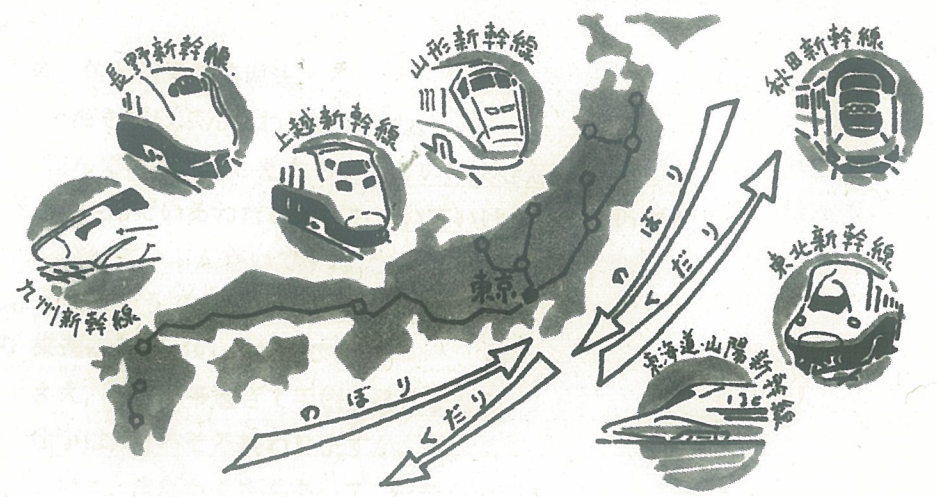 長野新幹線
山形新幹線
秋田新幹線
上越新幹線
九州新幹線
東京
のぼり
くだり
東北新幹線
東海道・山陽新幹線
のぼり
くだり